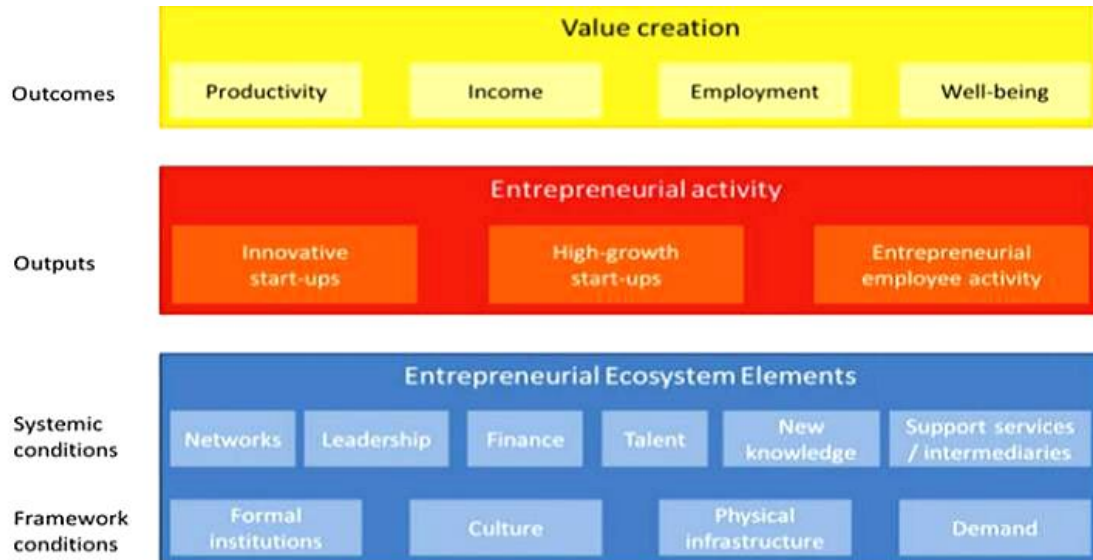 Value creation
Outcomes
Productivity
Income
Employment
Well-being
Entrepreneurial activity
Outputs
Innovative
start-ups
High-growth
start-ups
Entrepreneurial
employee activity
Entrepreneurial Ecosystem Elements
Systemic
conditions
Networks
Leadership
Finance
Talent
New
knowledge
Support services
/ intermediaries
Framework
conditions
Formal
institutions
Culture
Physical
infrastructure
Demand